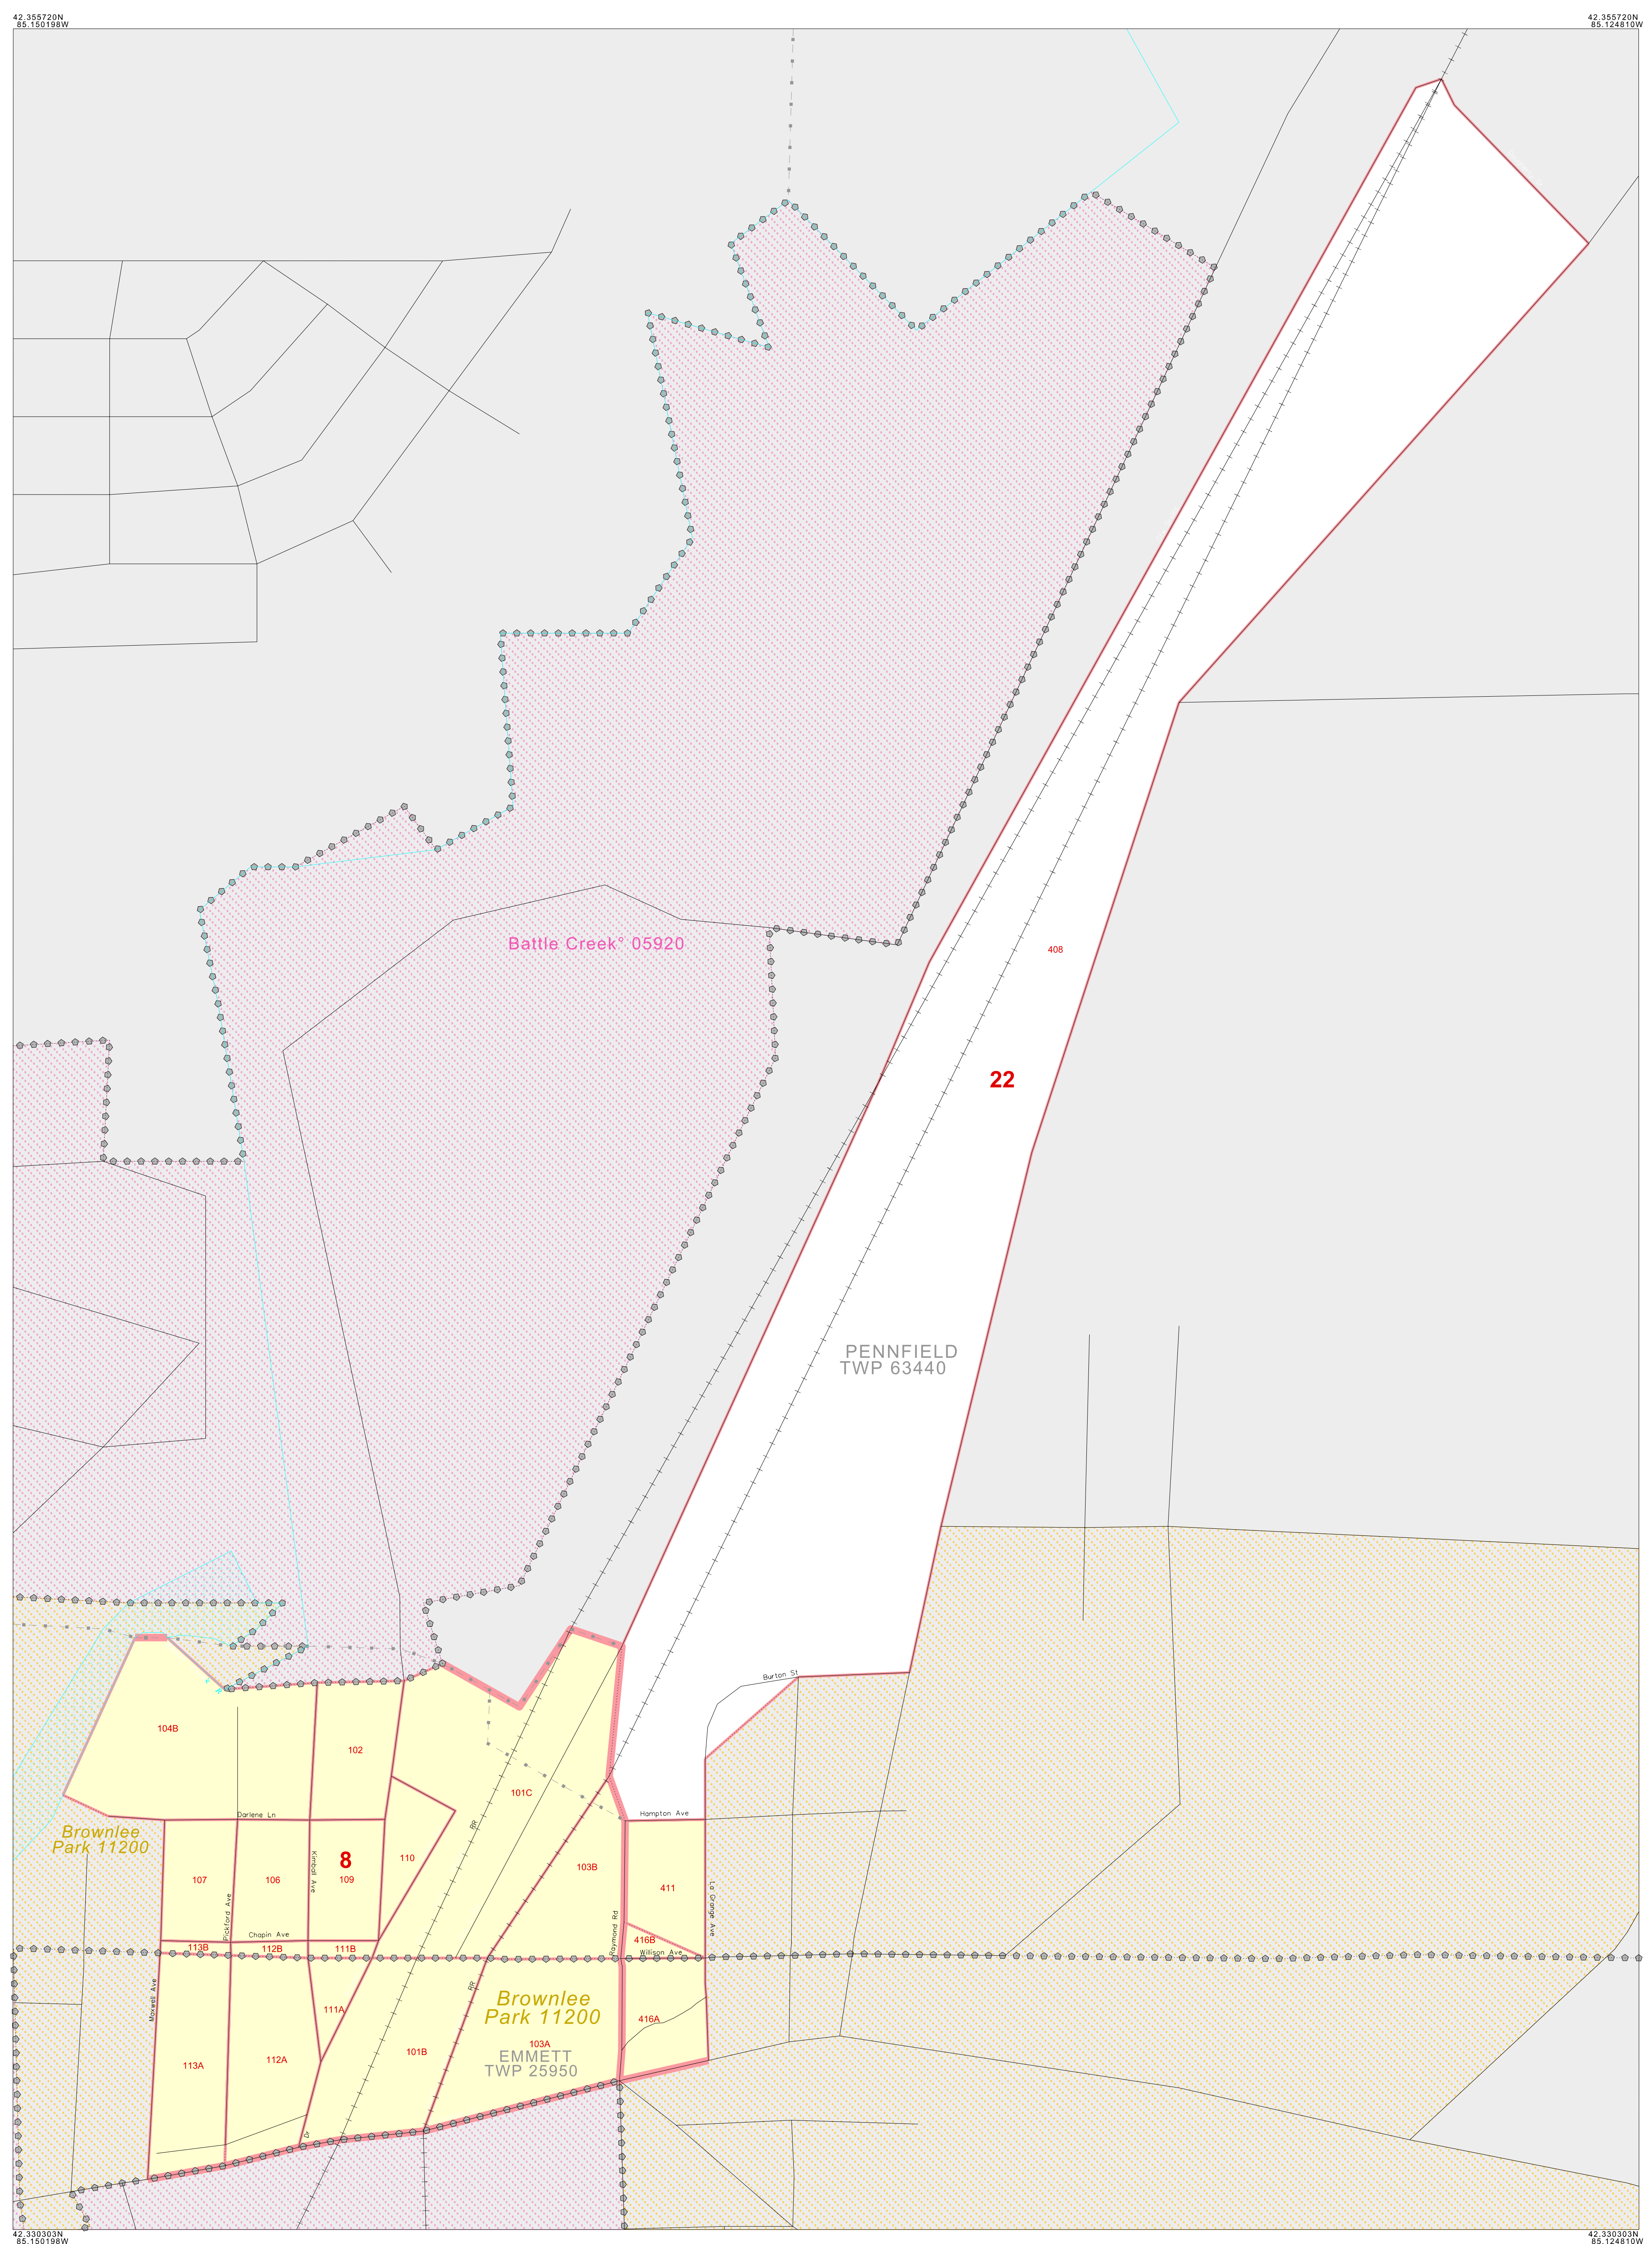 42.355720N
85.150198W
42.355720N
85.124810W
Battle Creek° 05920
408
22
PENNFIELD
TWP 63440
Burton St
104B
102
101C
Darlene Ln
Hampton Ave
Brownlee
Park 11200
8
107
106
109
110
103B
411
Kimball Ave
Pickford Ave
RR
La Grange Ave
Raymond Rd
Chapin Ave
113B
112B
111B
416B
Willison Ave
Maxwell Ave
RR
111A
Brownlee
Park 11200
416A
113A
112A
101B
103A
EMMETT
TWP 25950
Dr
42.330303N
85.150198W
42.330303N
85.124810W